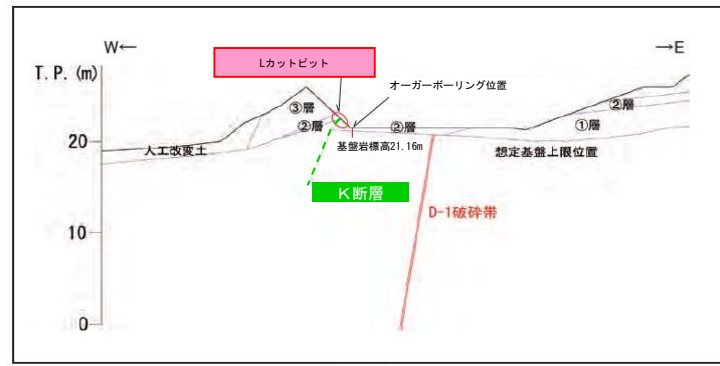 W←
→E
T.P.(m)
Lカットピット
オーガーボーリング位置
③層
②層
②層
②層
①層
20
人工改変土
基盤岩標高21.16m
想定基盤上限位置
K断層
D-1破砕帯
10
0